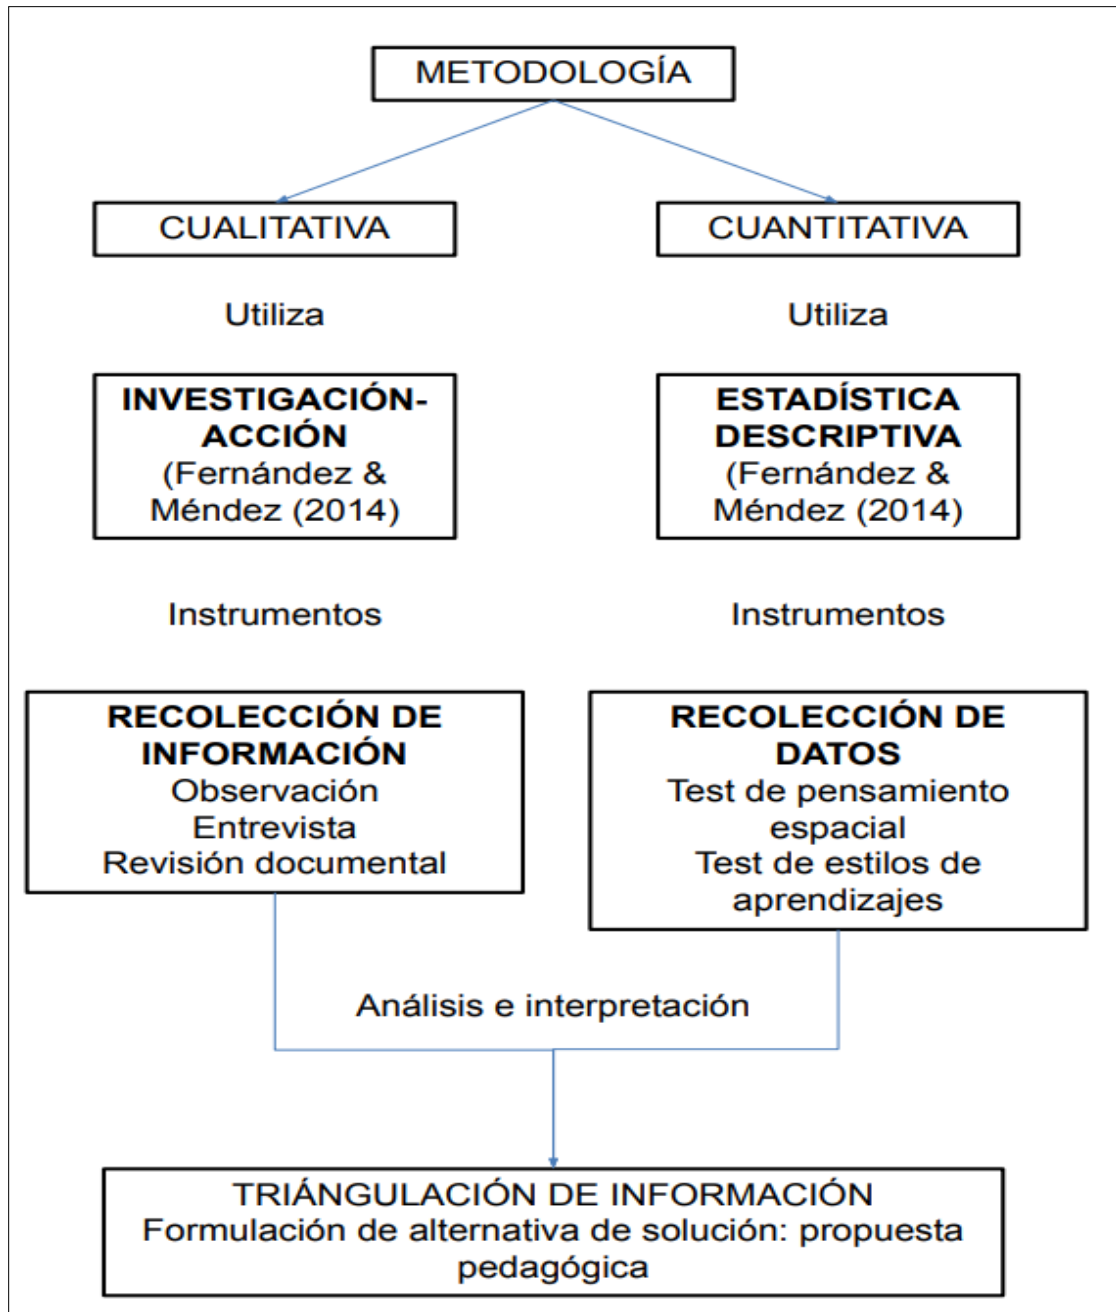 METODOLOGÍA
CUALITATIVA
CUANTITATIVA
Utiliza
Utiliza
INVESTIGACIÓN-
ACCIÓN
(Fernández &
Méndez (2014)
ESTADÍSTICA
DESCRIPTIVA
(Fernández &
Méndez (2014)
Instrumentos
Instrumentos
RECOLECCIÓN DE
INFORMACIÓN
Observación
Entrevista
Revisión documental
RECOLECCIÓN DE
DATOS
Test de pensamiento
espacial
Test de estilos de
aprendizajes
Análisis e interpretación
TRIÁNGULACIÓN DE INFORMACIÓN
Formulación de alternativa de solución: propuesta
pedagógica